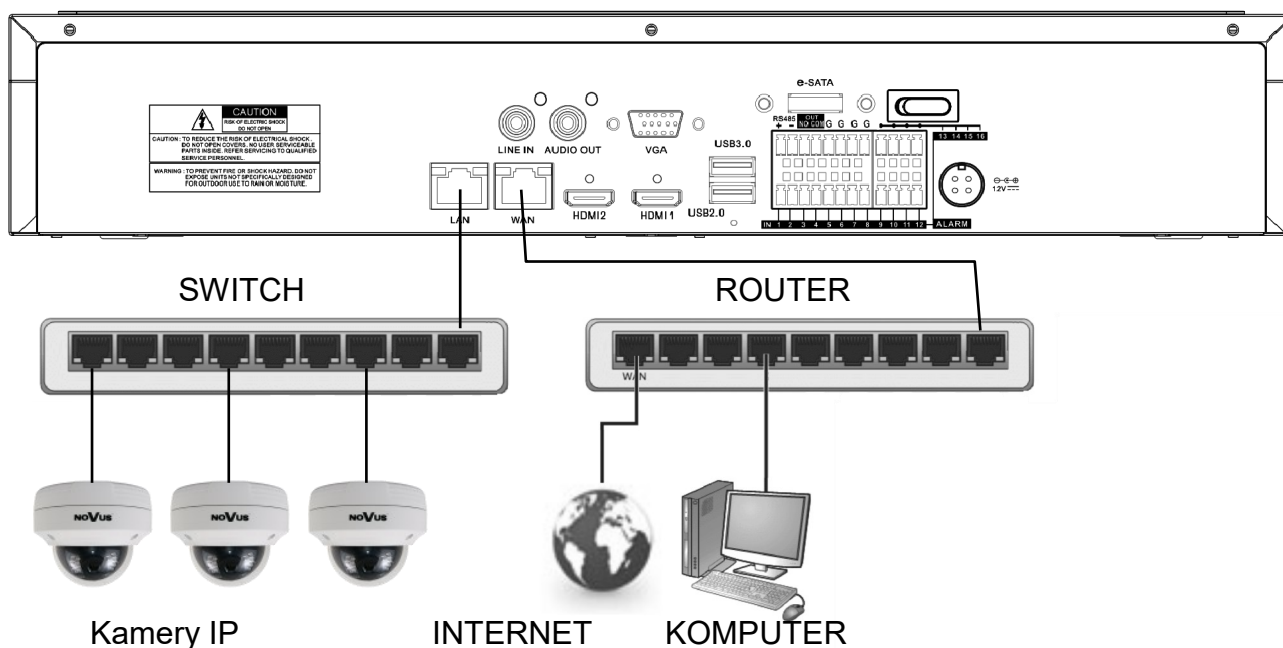 e-SATA
CAUTION
RISK OF ELECTRIC SHOCK
DO NOT OPEN
CAUTION : TO REDUCE THE RISK OF ELECTRICAL SHOCK
DO NOT OPEN COVERS. NO USER SERVICEABLE
PARTS INSIDE. REFER SERVICING TO QUALIFIED
SERVICE PERSONNEL.
WARNING : TO PREVENT FIRE OR SHOCK HAZARD. DO NOT
EXPOSE UNITS NOT SPECIFICALLY DESIGNED
FOR OUTDOOR USE TO RAIN OR MOISTURE.
LINE IN AUDIO OUT VGA
USB3.0
USB2.0
RS485 + - OUT NO COM G G G G
13 14 15 16
12V
LAN WAN HDMI2 HDMI1
IN 1 2 3 4 5 6 7 8 9 10 11 12 ALARM
SWITCH ROUTER
WAN
NOVUS NOVUS NOVUS
Kamery IP INTERNET KOMPUTER